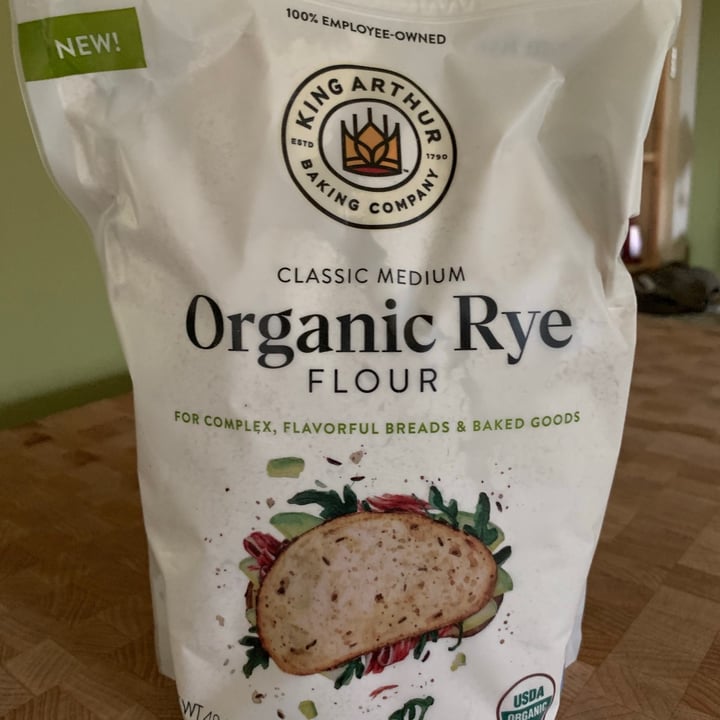 NEW!
100% EMPLOYEE-OWNED
KING ARTHUR
ESTD 1790
BAKING COMPANY
CLASSIC MEDIUM
Organic Rye
FLOUR
FOR COMPLEX, FLAVORFUL BREADS & BAKED GOODS
USDA
ORGANIC